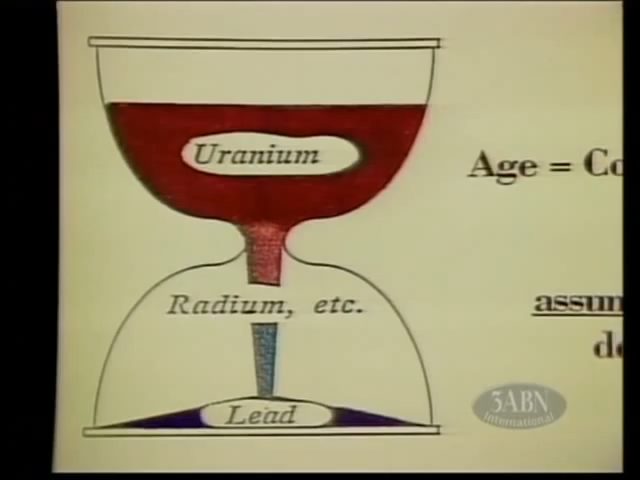 Uranium
Age = Co
Radium, etc.
assum
de
Lead
3ABN
International